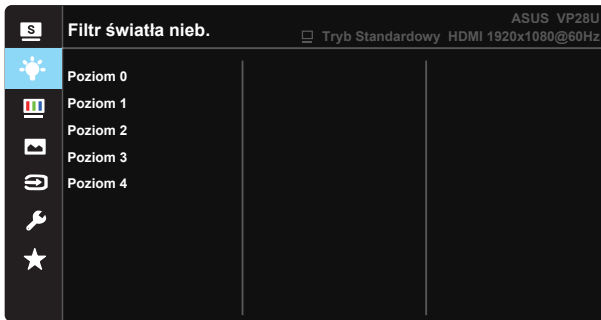 S
Filtr światła nieb.
ASUS VP28U
Tryb Standardowy HDMI 1920x1080@60Hz
Poziom 0
Poziom 1
Poziom 2
Poziom 3
Poziom 4